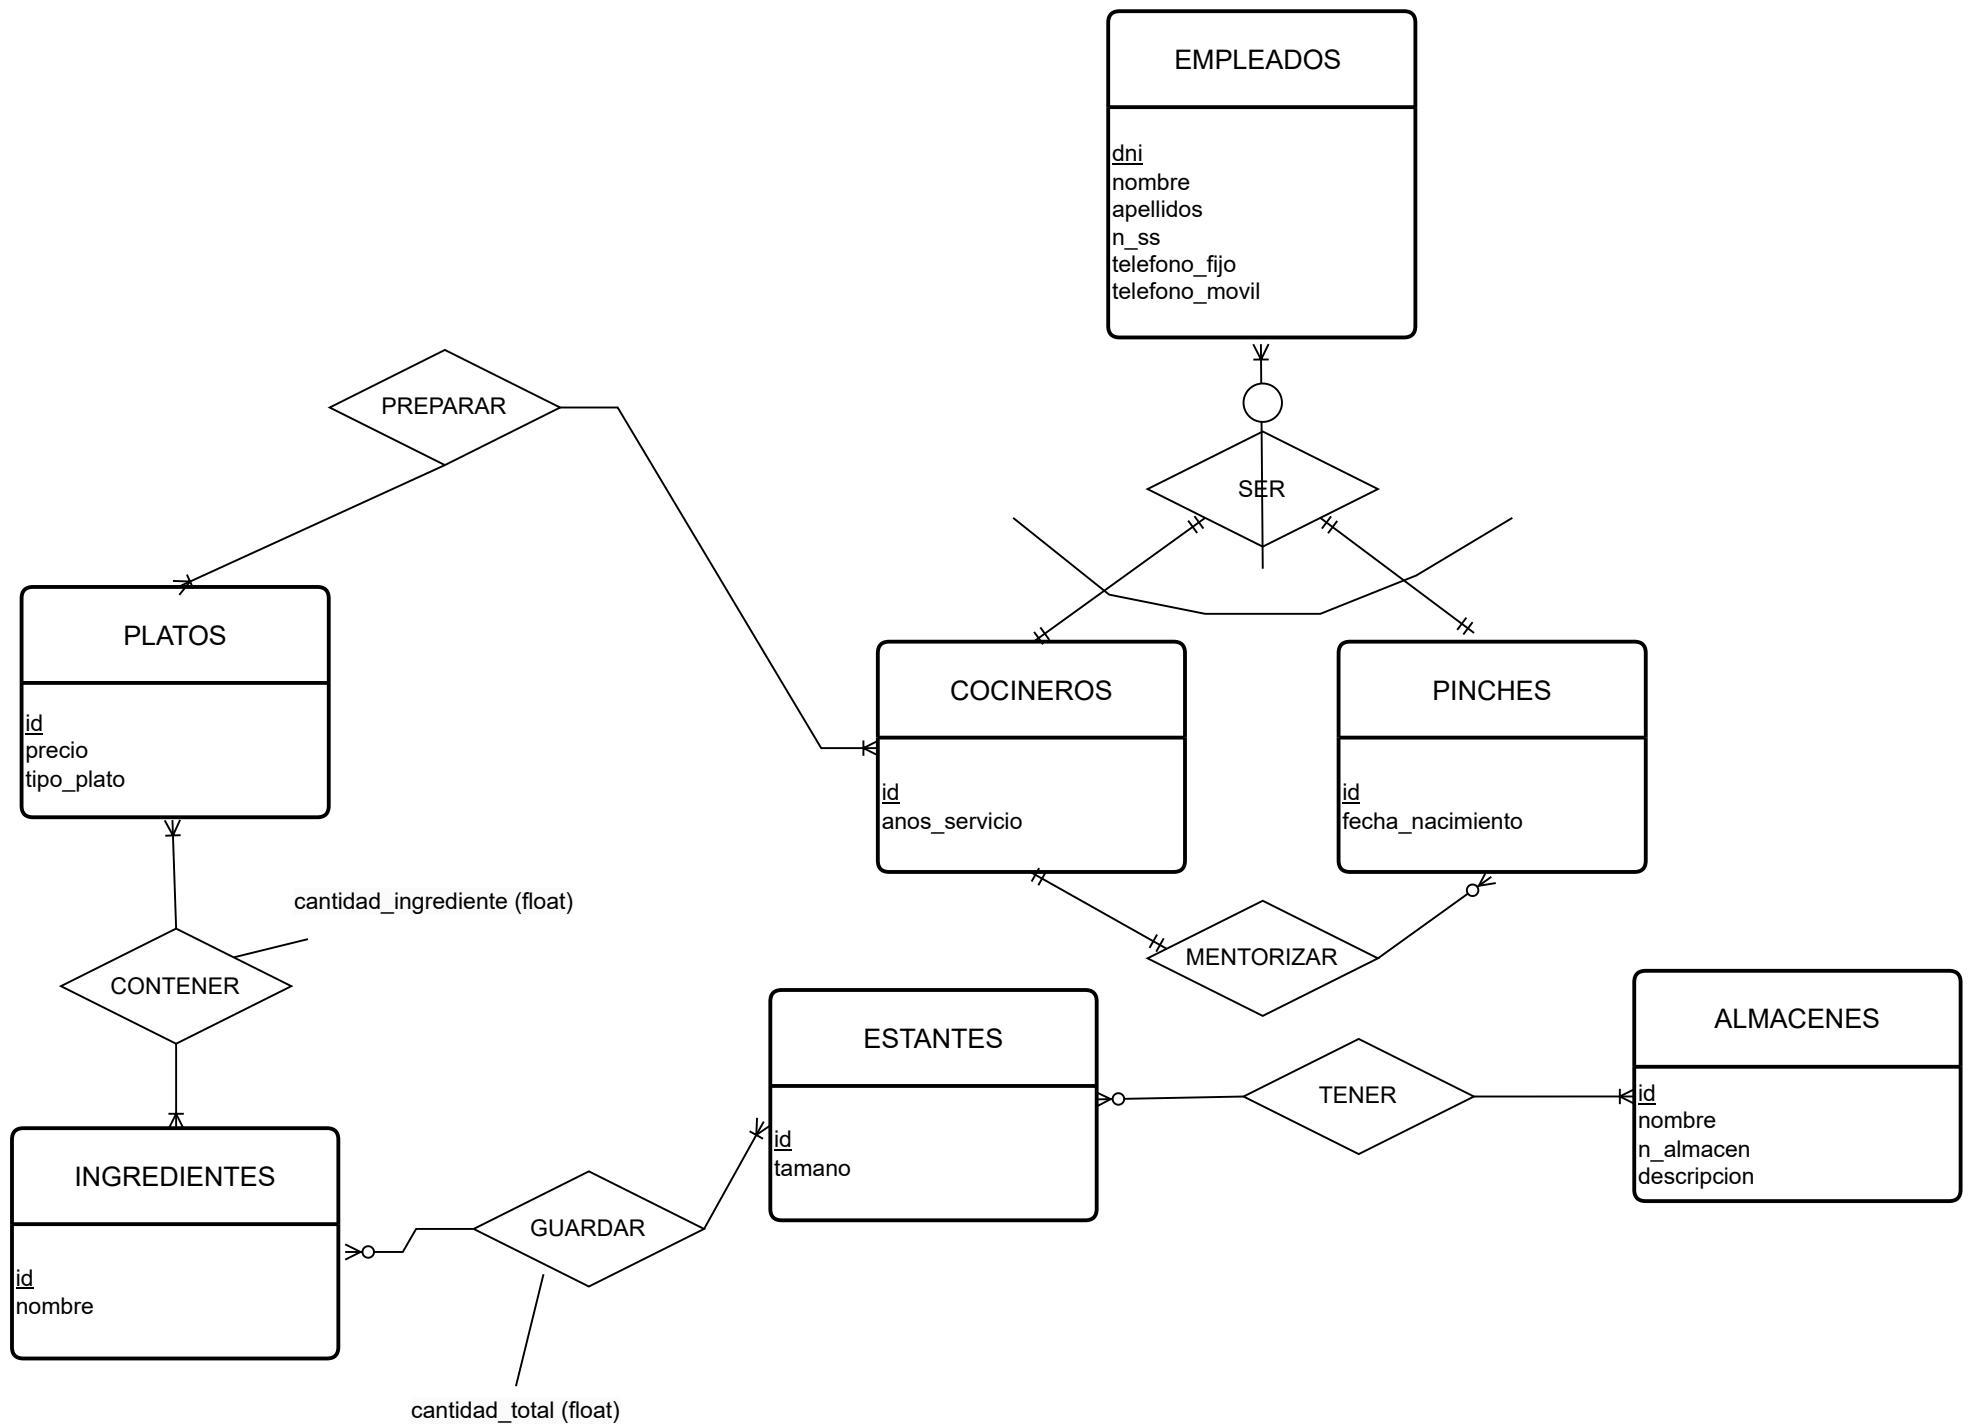 EMPLEADOS
dni
nombre
apellidos
n_ss
telefono_fijo
telefono_movil
PREPARAR
SER
PLATOS
id
precio
tipo_plato
COCINEROS
id
anos_servicio
PINCHES
id
fecha_nacimiento
cantidad_ingrediente (float)
CONTENER
MENTORIZAR
ESTANTES
id
tamano
TENER
ALMACENES
id
nombre
n_almacen
descripcion
INGREDIENTES
id
nombre
GUARDAR
cantidad_total (float)